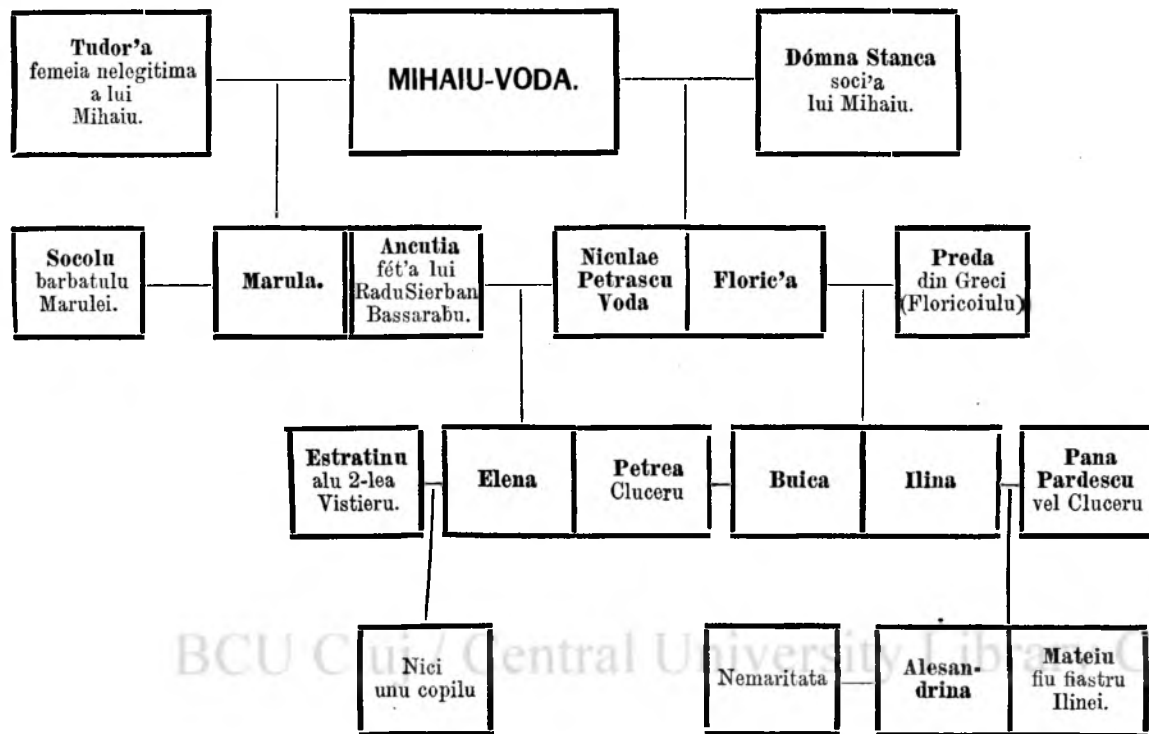 Tudor'a
femeia nelegitima
a lui
Mihaiu.
MIHAIU-VODA.
Dómna Stanca
soci'a
lui Mihaiu.
Socolu
barbatulu
Marulei.
Marula.
Ancutia
fét'a lui
RaduSierban
Bassarabu.
Niculae
Petrascu
Voda
Floric'a
Preda
din Greci
(Floricoiulu)
Estratinu
alu 2-lea
Vistieru.
Elena
Petrea
Cluceru
Buica
Ilina
Pana
Pardescu
vel Cluceru
Nici
unu copilu
Nemaritata
Alesan-
drina
Mateiu
fiu fiastru
Ilinei.
BCU Cluj / Central University Library C